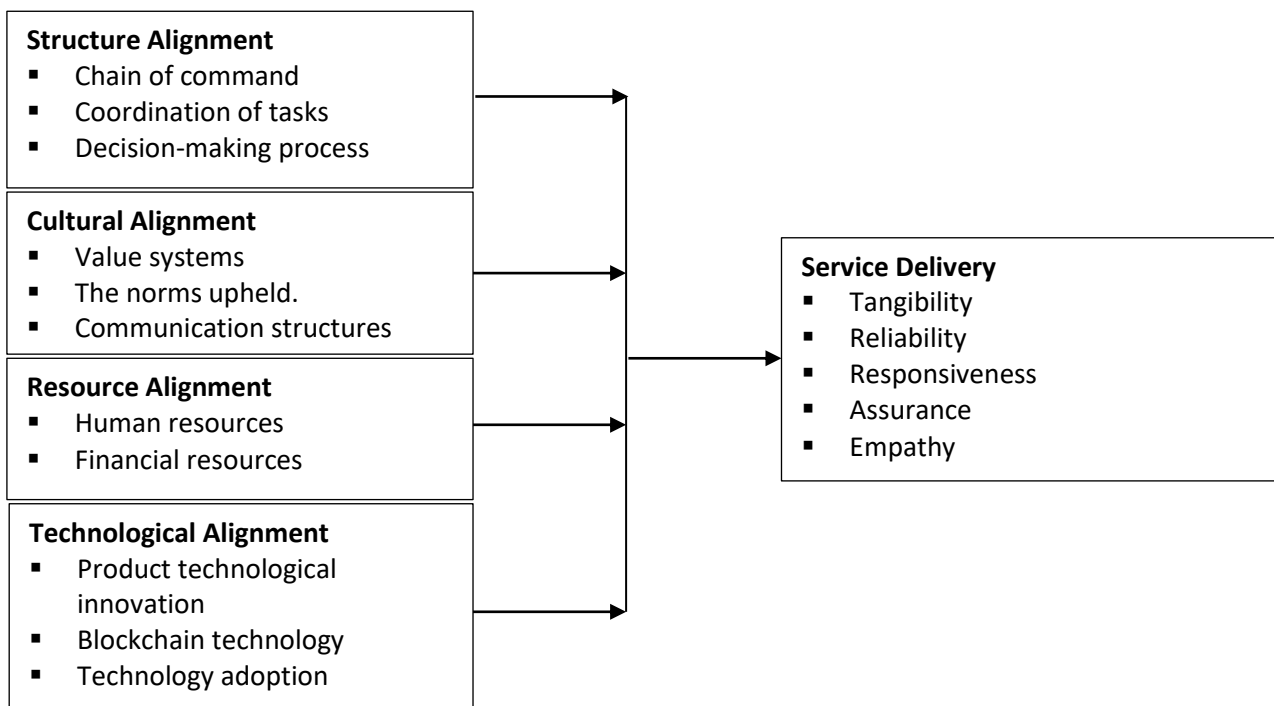 Structure Alignment
▪ Chain of command
▪ Coordination of tasks
▪ Decision-making process
Cultural Alignment
▪ Value systems
▪ The norms upheld.
▪ Communication structures
Resource Alignment
▪ Human resources
▪ Financial resources
Technological Alignment
▪ Product technological
innovation
▪ Blockchain technology
▪ Technology adoption
Service Delivery
▪ Tangibility
▪ Reliability
▪ Responsiveness
▪ Assurance
▪ Empathy